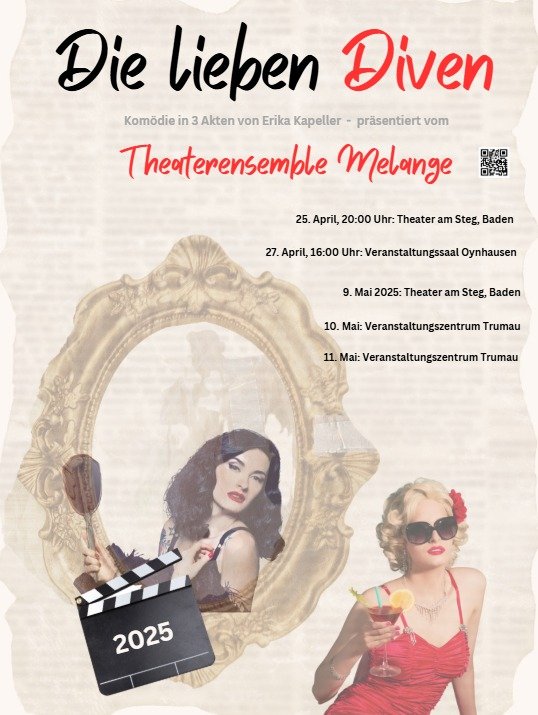 Die lieben Diven
Komödie in 3 Akten von Erika Kapeller - präsentiert vom
Theaterensemble Melange
25. April, 20:00 Uhr: Theater am Steg, Baden
27. April, 16:00 Uhr: Veranstaltungssaal Oynhausen
9. Mai 2025: Theater am Steg, Baden
10. Mai: Veranstaltungszentrum Trumau
11. Mai: Veranstaltungszentrum Trumau
2025